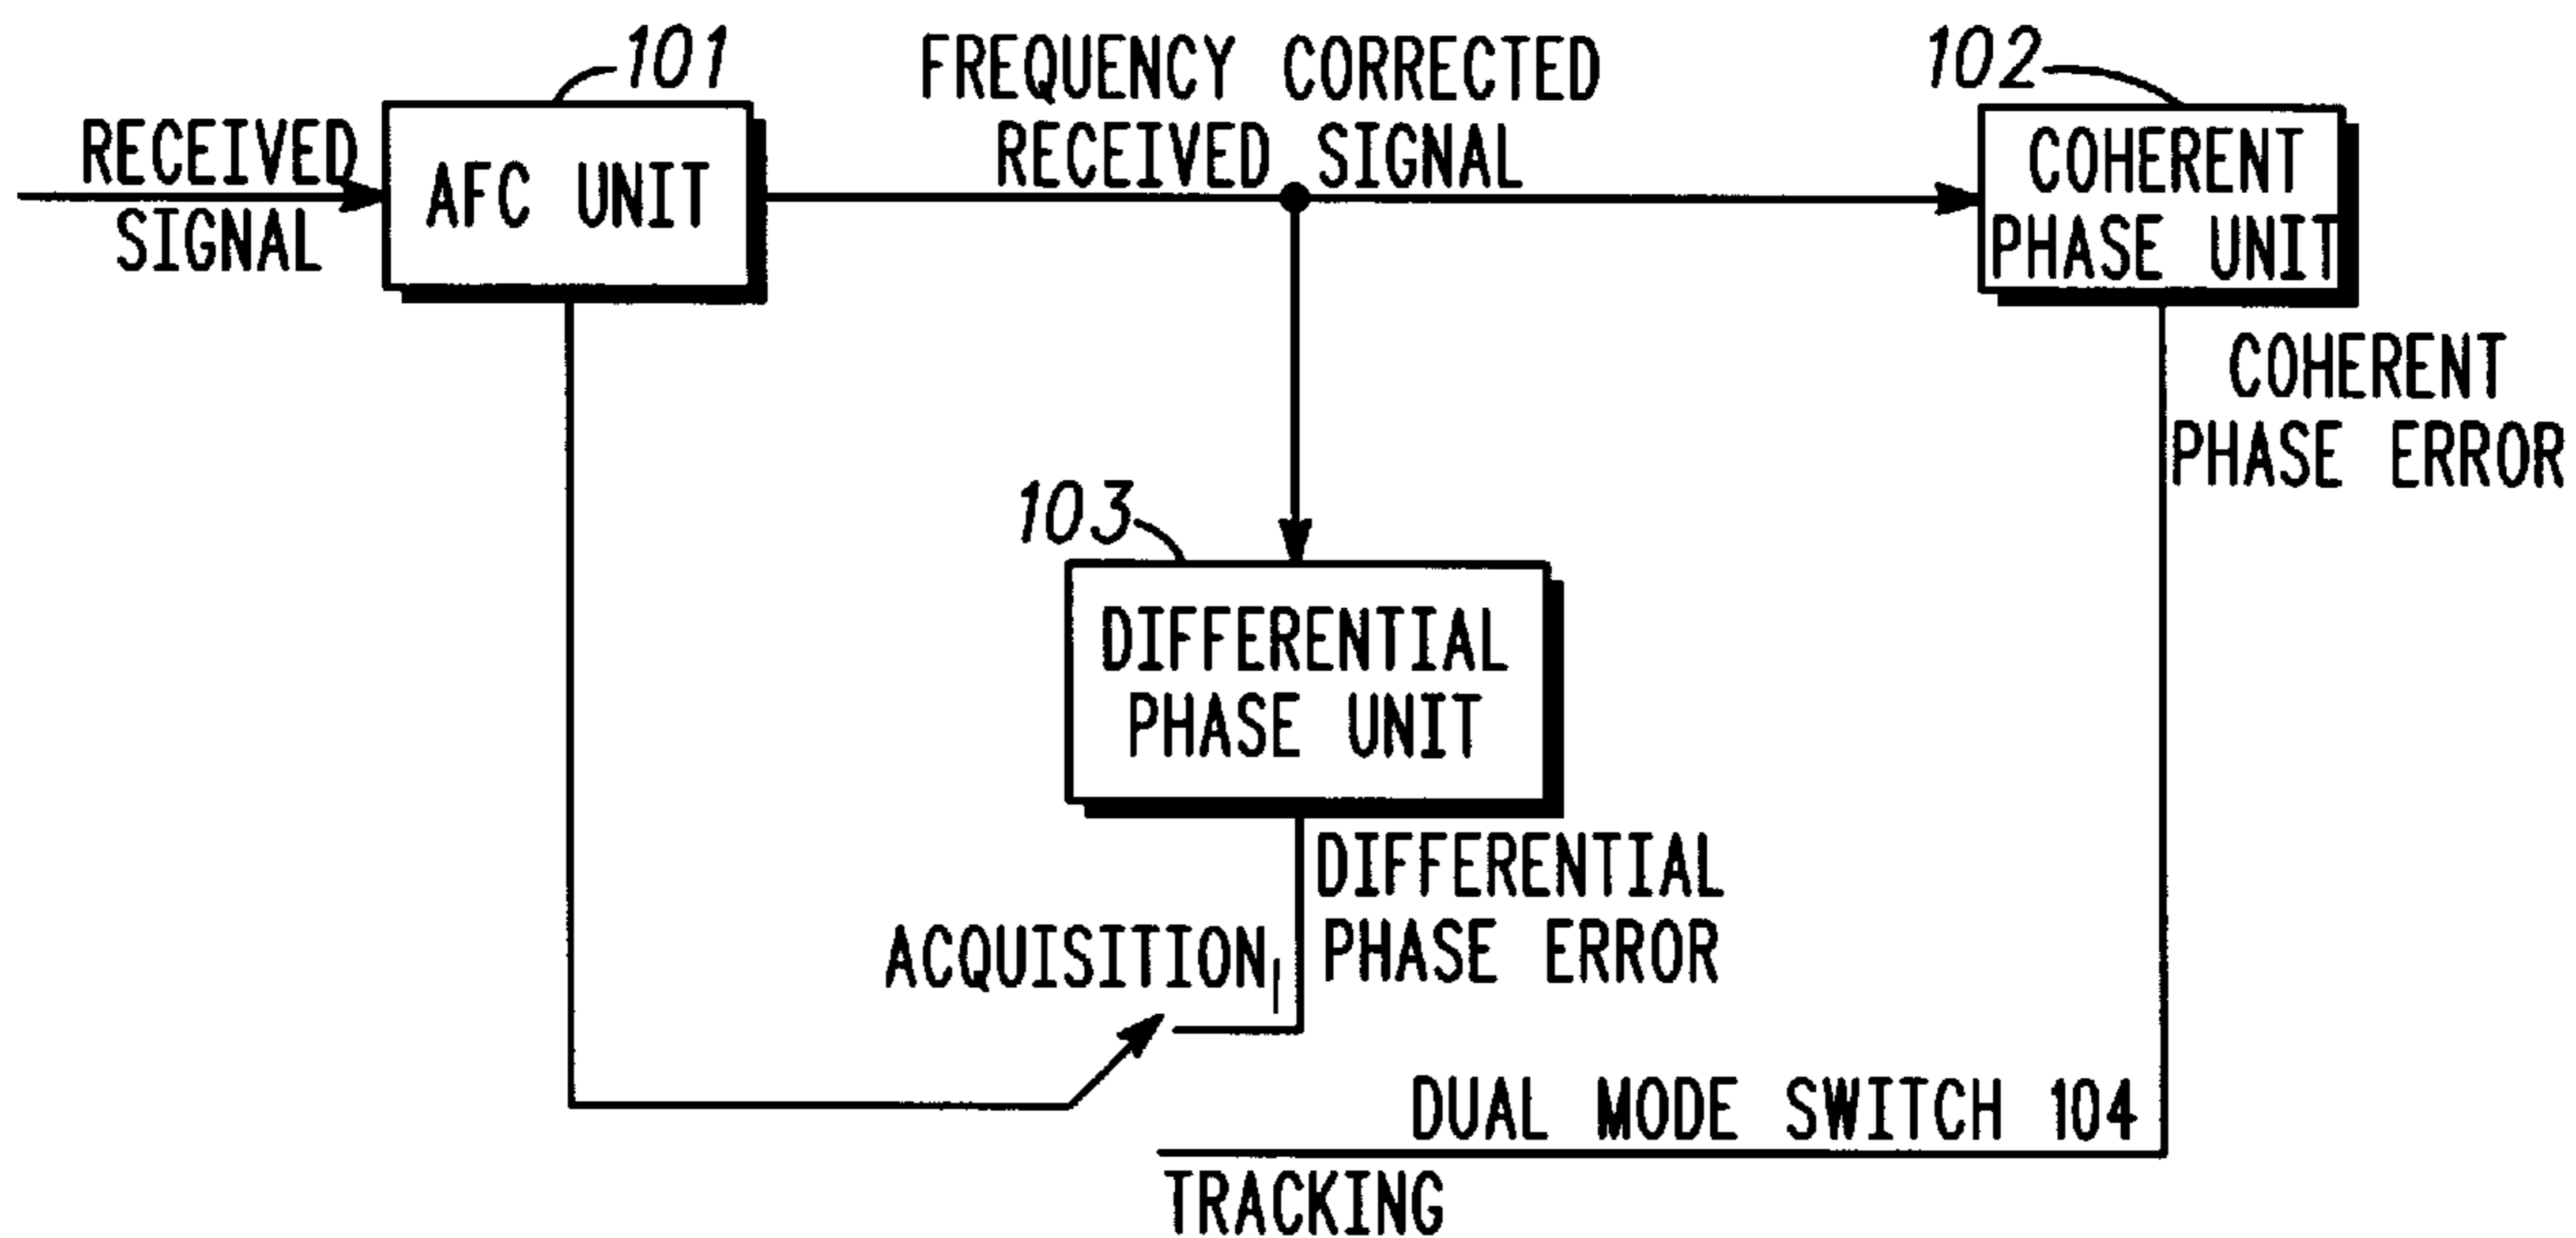 101
RECEIVED
SIGNAL
AFC UNIT
FREQUENCY CORRECTED
RECEIVED SIGNAL
102
COHERENT
PHASE UNIT
COHERENT
PHASE ERROR
103
DIFFERENTIAL
PHASE UNIT
DIFFERENTIAL
PHASE ERROR
ACQUISITION
DUAL MODE SWITCH 104
TRACKING